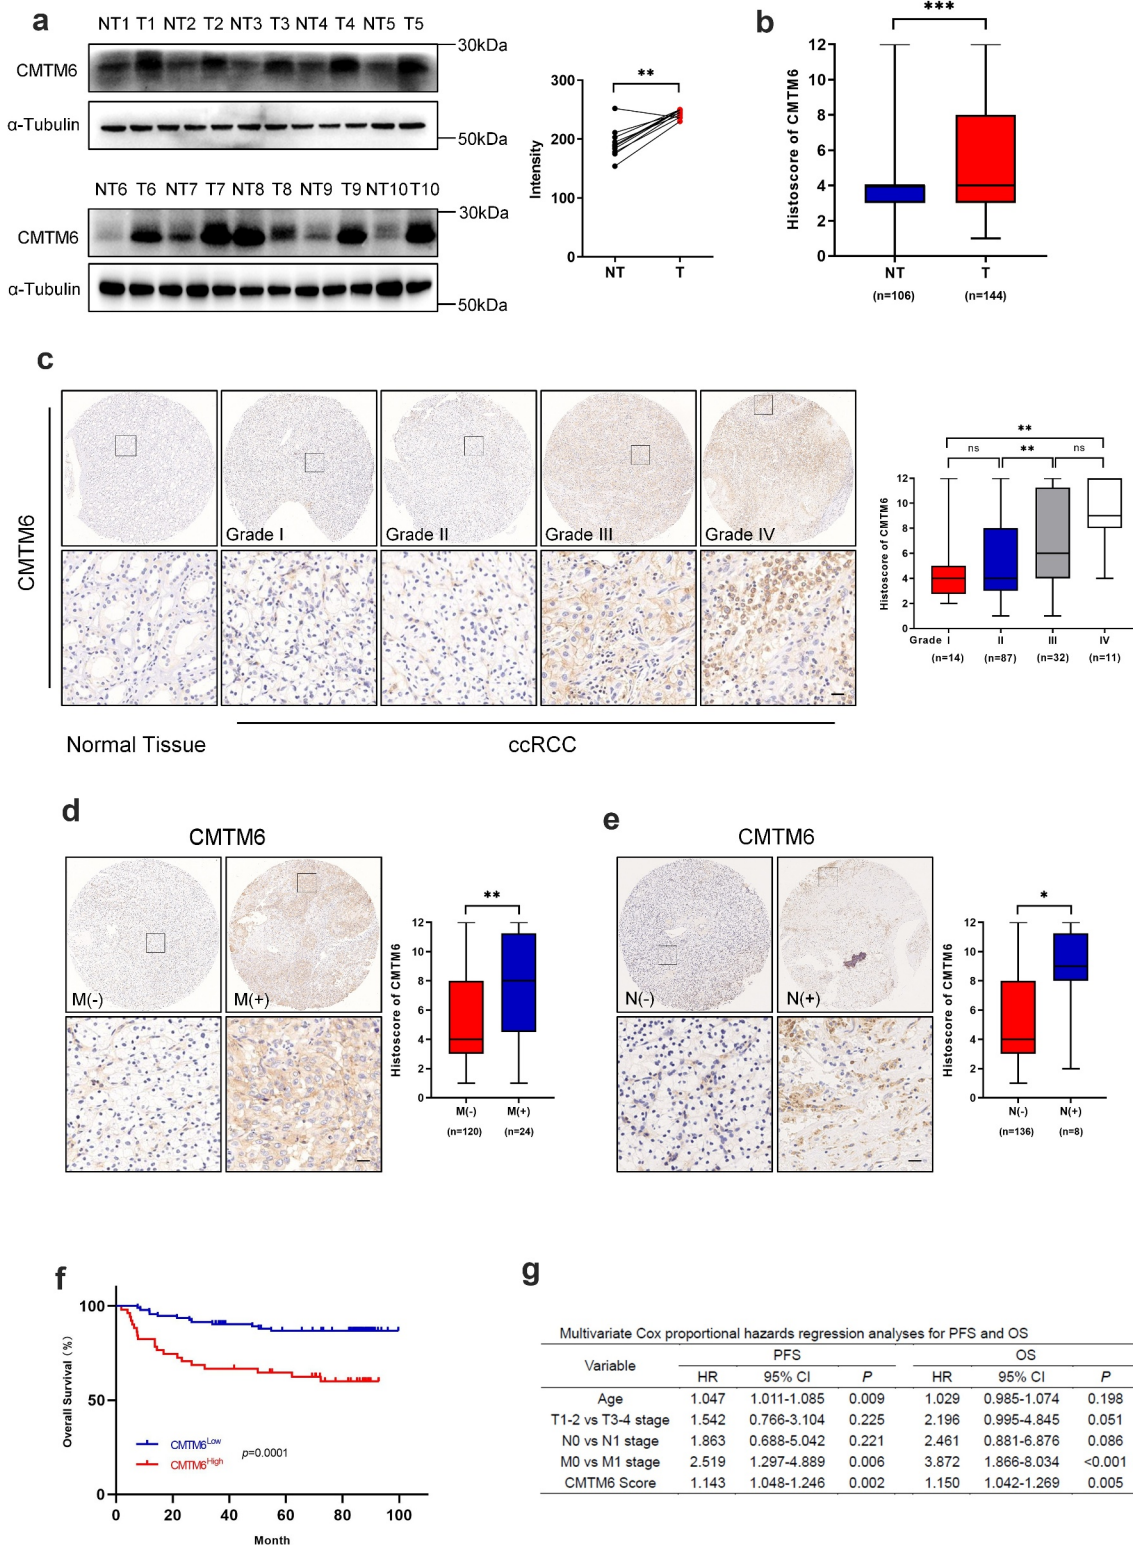 a
NT1 T1 NT2 T2 NT3 T3 NT4 T4 NT5 T5
CMTM6
30kDa
α-Tubulin
50kDa
NT6 T6 NT7 T7 NT8 T8 NT9 T9 NT10 T10
CMTM6
30kDa
α-Tubulin
50kDa
Intensity
300
200
100
0
**
NT T
b
***
Histoscore of CMTM6
12
10
8
6
4
2
0
NT T
(n=106) (n=144)
c
CMTM6
Grade I Grade II Grade III Grade IV
Normal Tissue ccRCC
**
ns ** ns
Histoscore of CMTM6
12
10
8
6
4
2
0
Grade I II III IV
(n=14) (n=87) (n=32) (n=11)
d
CMTM6
M(-) M(+)
**
Histoscore of CMTM6
12
10
8
6
4
2
0
M(-) M(+)
(n=120) (n=24)
e
CMTM6
N(-) N(+)
*
Histoscore of CMTM6
12
10
8
6
4
2
0
N(-) N(+)
(n=136) (n=8)
f
Overall Survival (%)
100
50
0
CMTM6Low
CMTM6High
p=0.0001
0 20 40 60 80 100
Month
g
Multivariate Cox proportional hazards regression analyses for PFS and OS
Variable PFS OS
HR 95% CI P HR 95% CI P
Age 1.047 1.011-1.085 0.009 1.029 0.985-1.074 0.198
T1-2 vs T3-4 stage 1.542 0.766-3.104 0.225 2.196 0.995-4.845 0.051
N0 vs N1 stage 1.863 0.688-5.042 0.221 2.461 0.881-6.876 0.086
M0 vs M1 stage 2.519 1.297-4.889 0.006 3.872 1.866-8.034 <0.001
CMTM6 Score 1.143 1.048-1.246 0.002 1.150 1.042-1.269 0.005